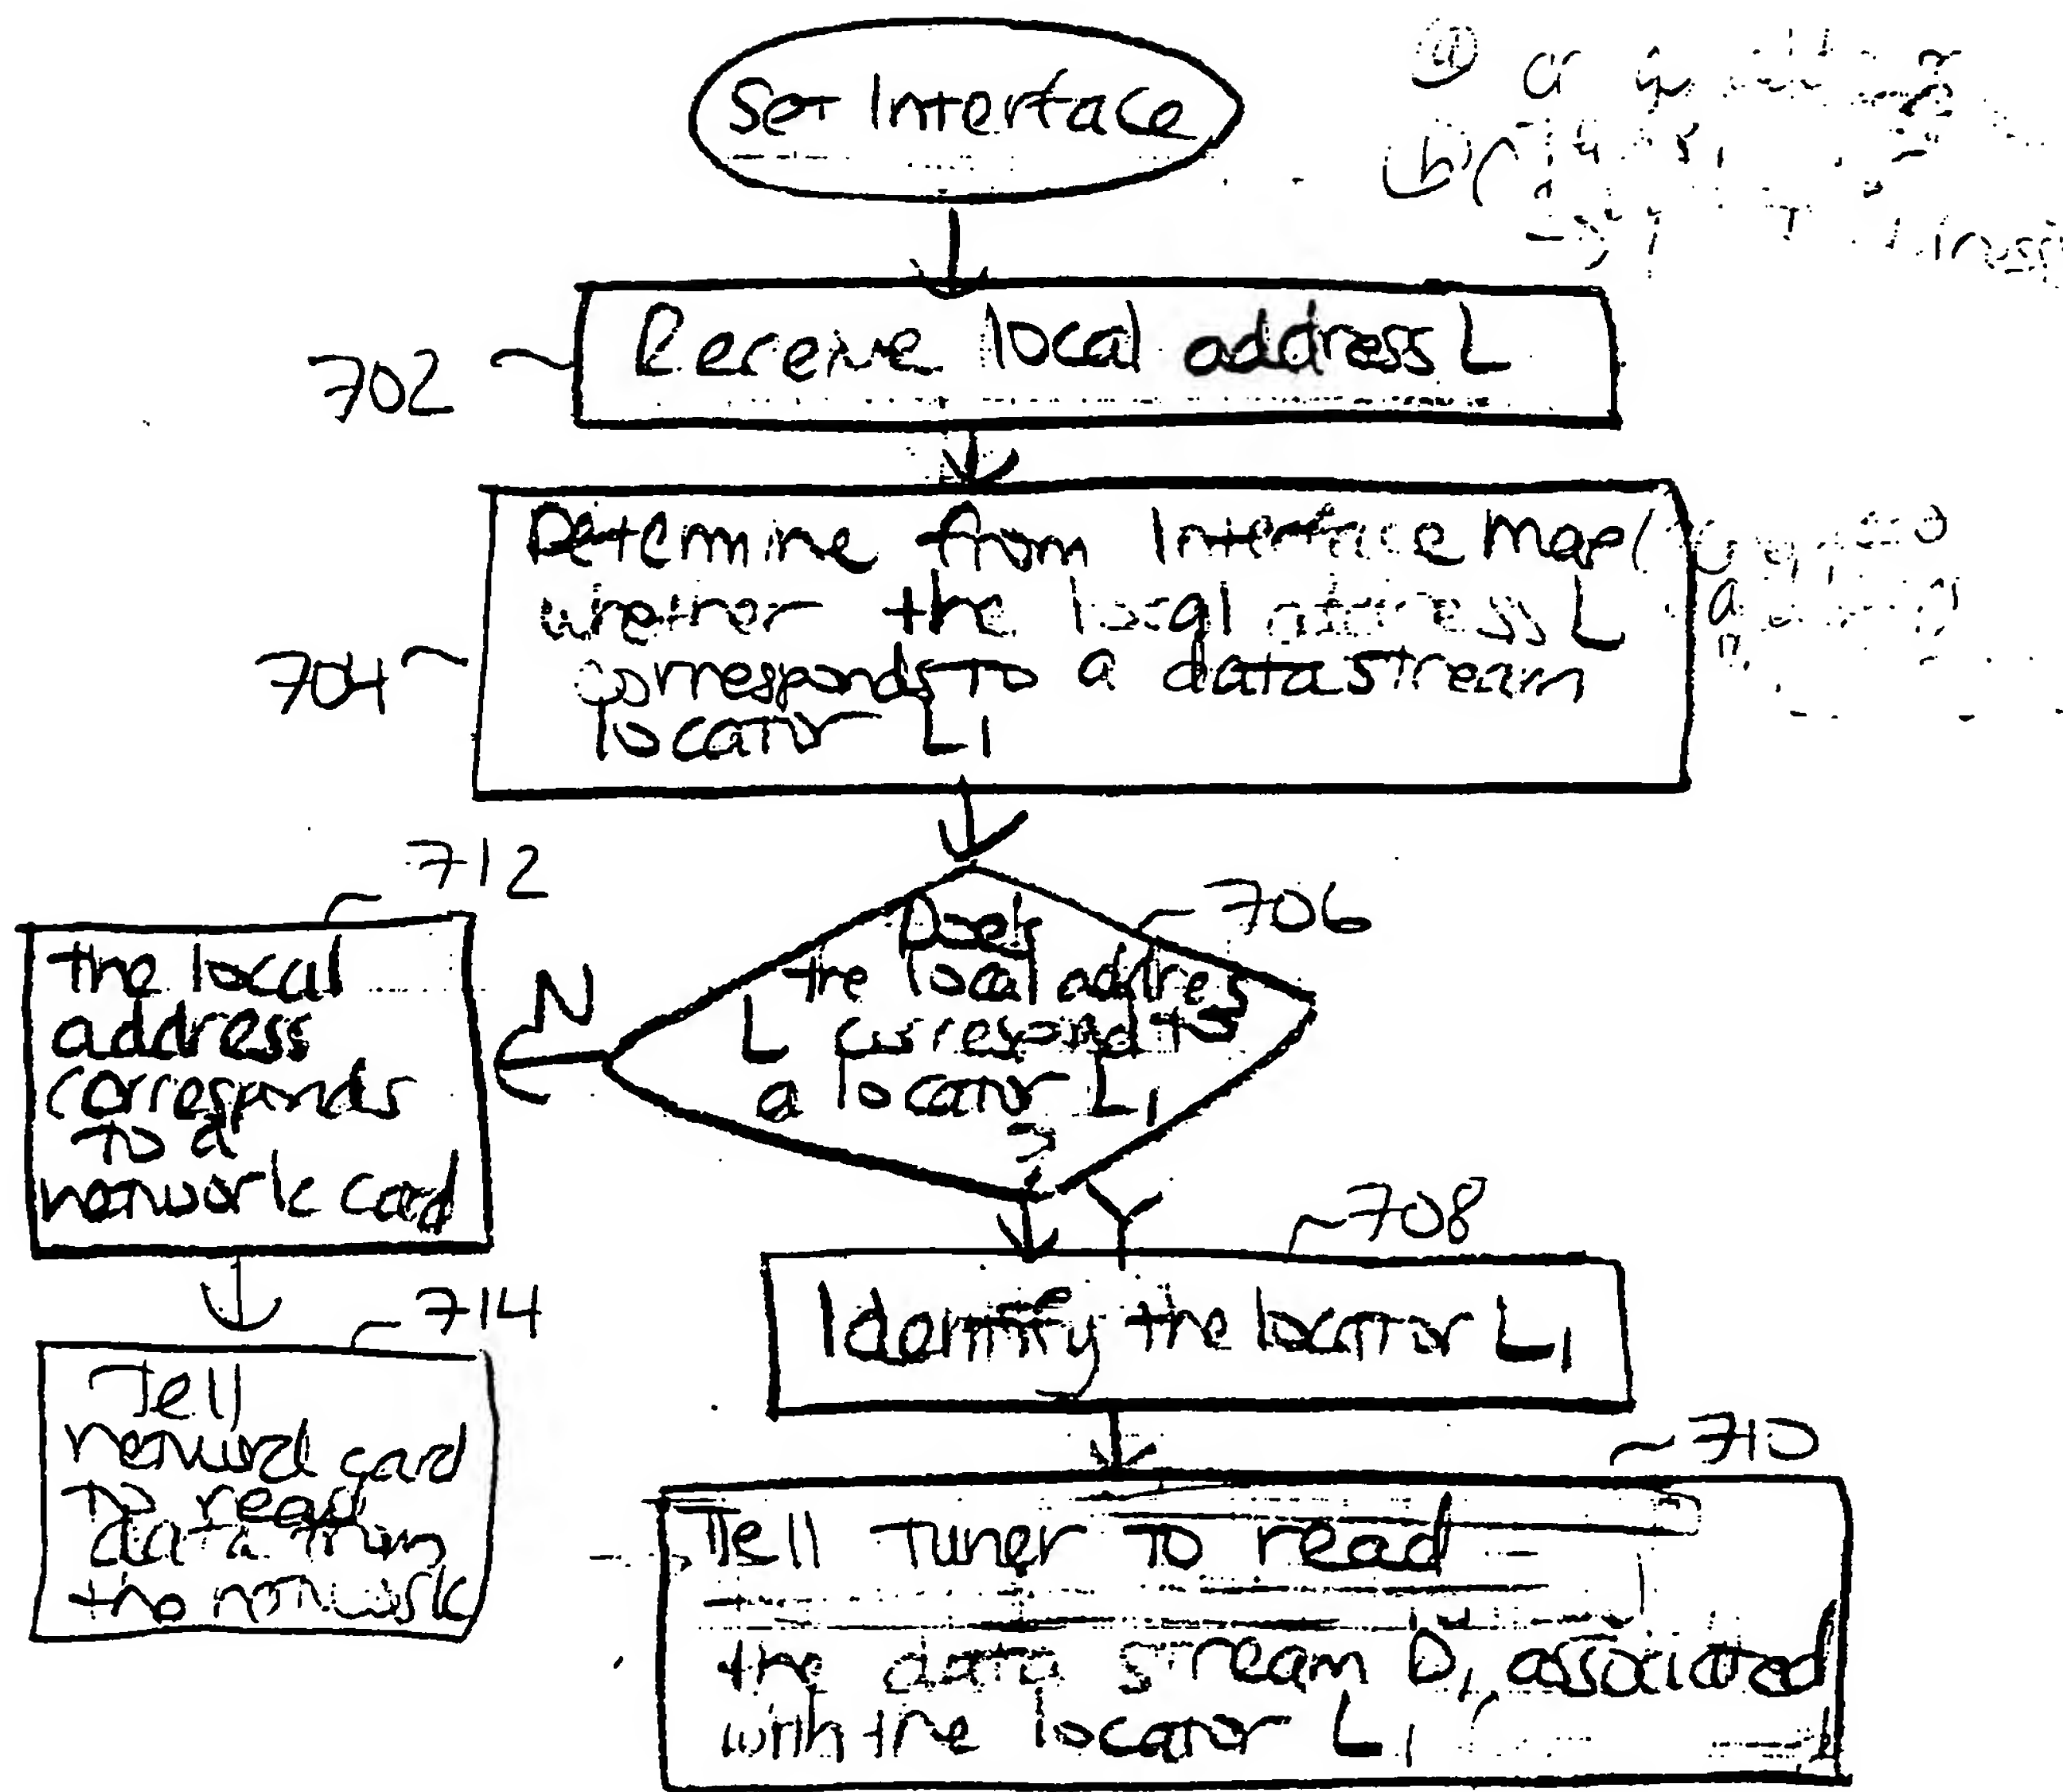 Set Interface
702
Receive local address L
704
Determine from Interface Map
whether the local address L
corresponds to a data stream
locator L1
706
Does
the local addres
L correspond to
a locator L1
?
N
Y
712
the local
address
corresponds
to a
network card
714
Tell
network card
to read
data from
the network
708
Identify the locator L1
710
Tell tuner to read
the data stream D1 associated
with the locator L1